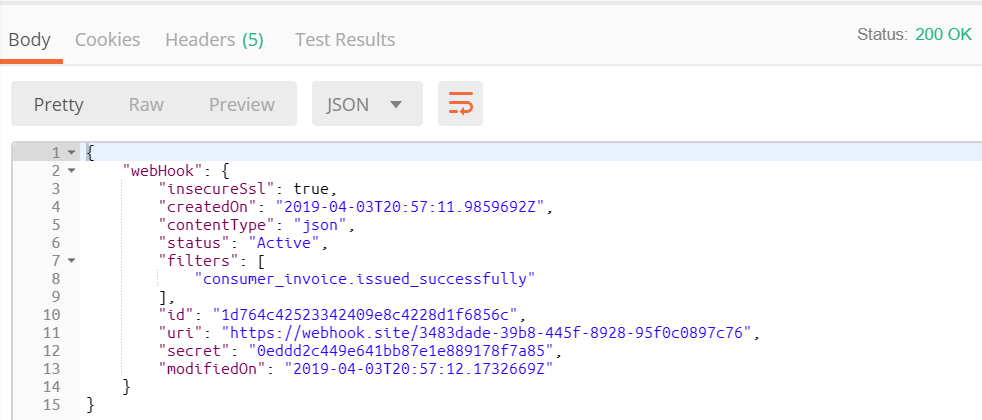 Body Cookies Headers (5) Test Results Status: 200 OK
Pretty Raw Preview JSON
1 {
2 "webHook": {
3 "insecureSsl": true,
4 "createdOn": "2019-04-03T20:57:11.9859692Z",
5 "contentType": "json",
6 "status": "Active",
7 "filters": [
8 "consumer_invoice.issued_successfully"
9 ],
10 "id": "1d764c42523342409e8c4228d1f6856c",
11 "uri": "https://webhook.site/3483dade-39b8-445f-8928-95f0c0897c76",
12 "secret": "0eddd2c449e641bb87e1e889178f7a85",
13 "modifiedOn": "2019-04-03T20:57:12.1732669Z"
14 }
15 }